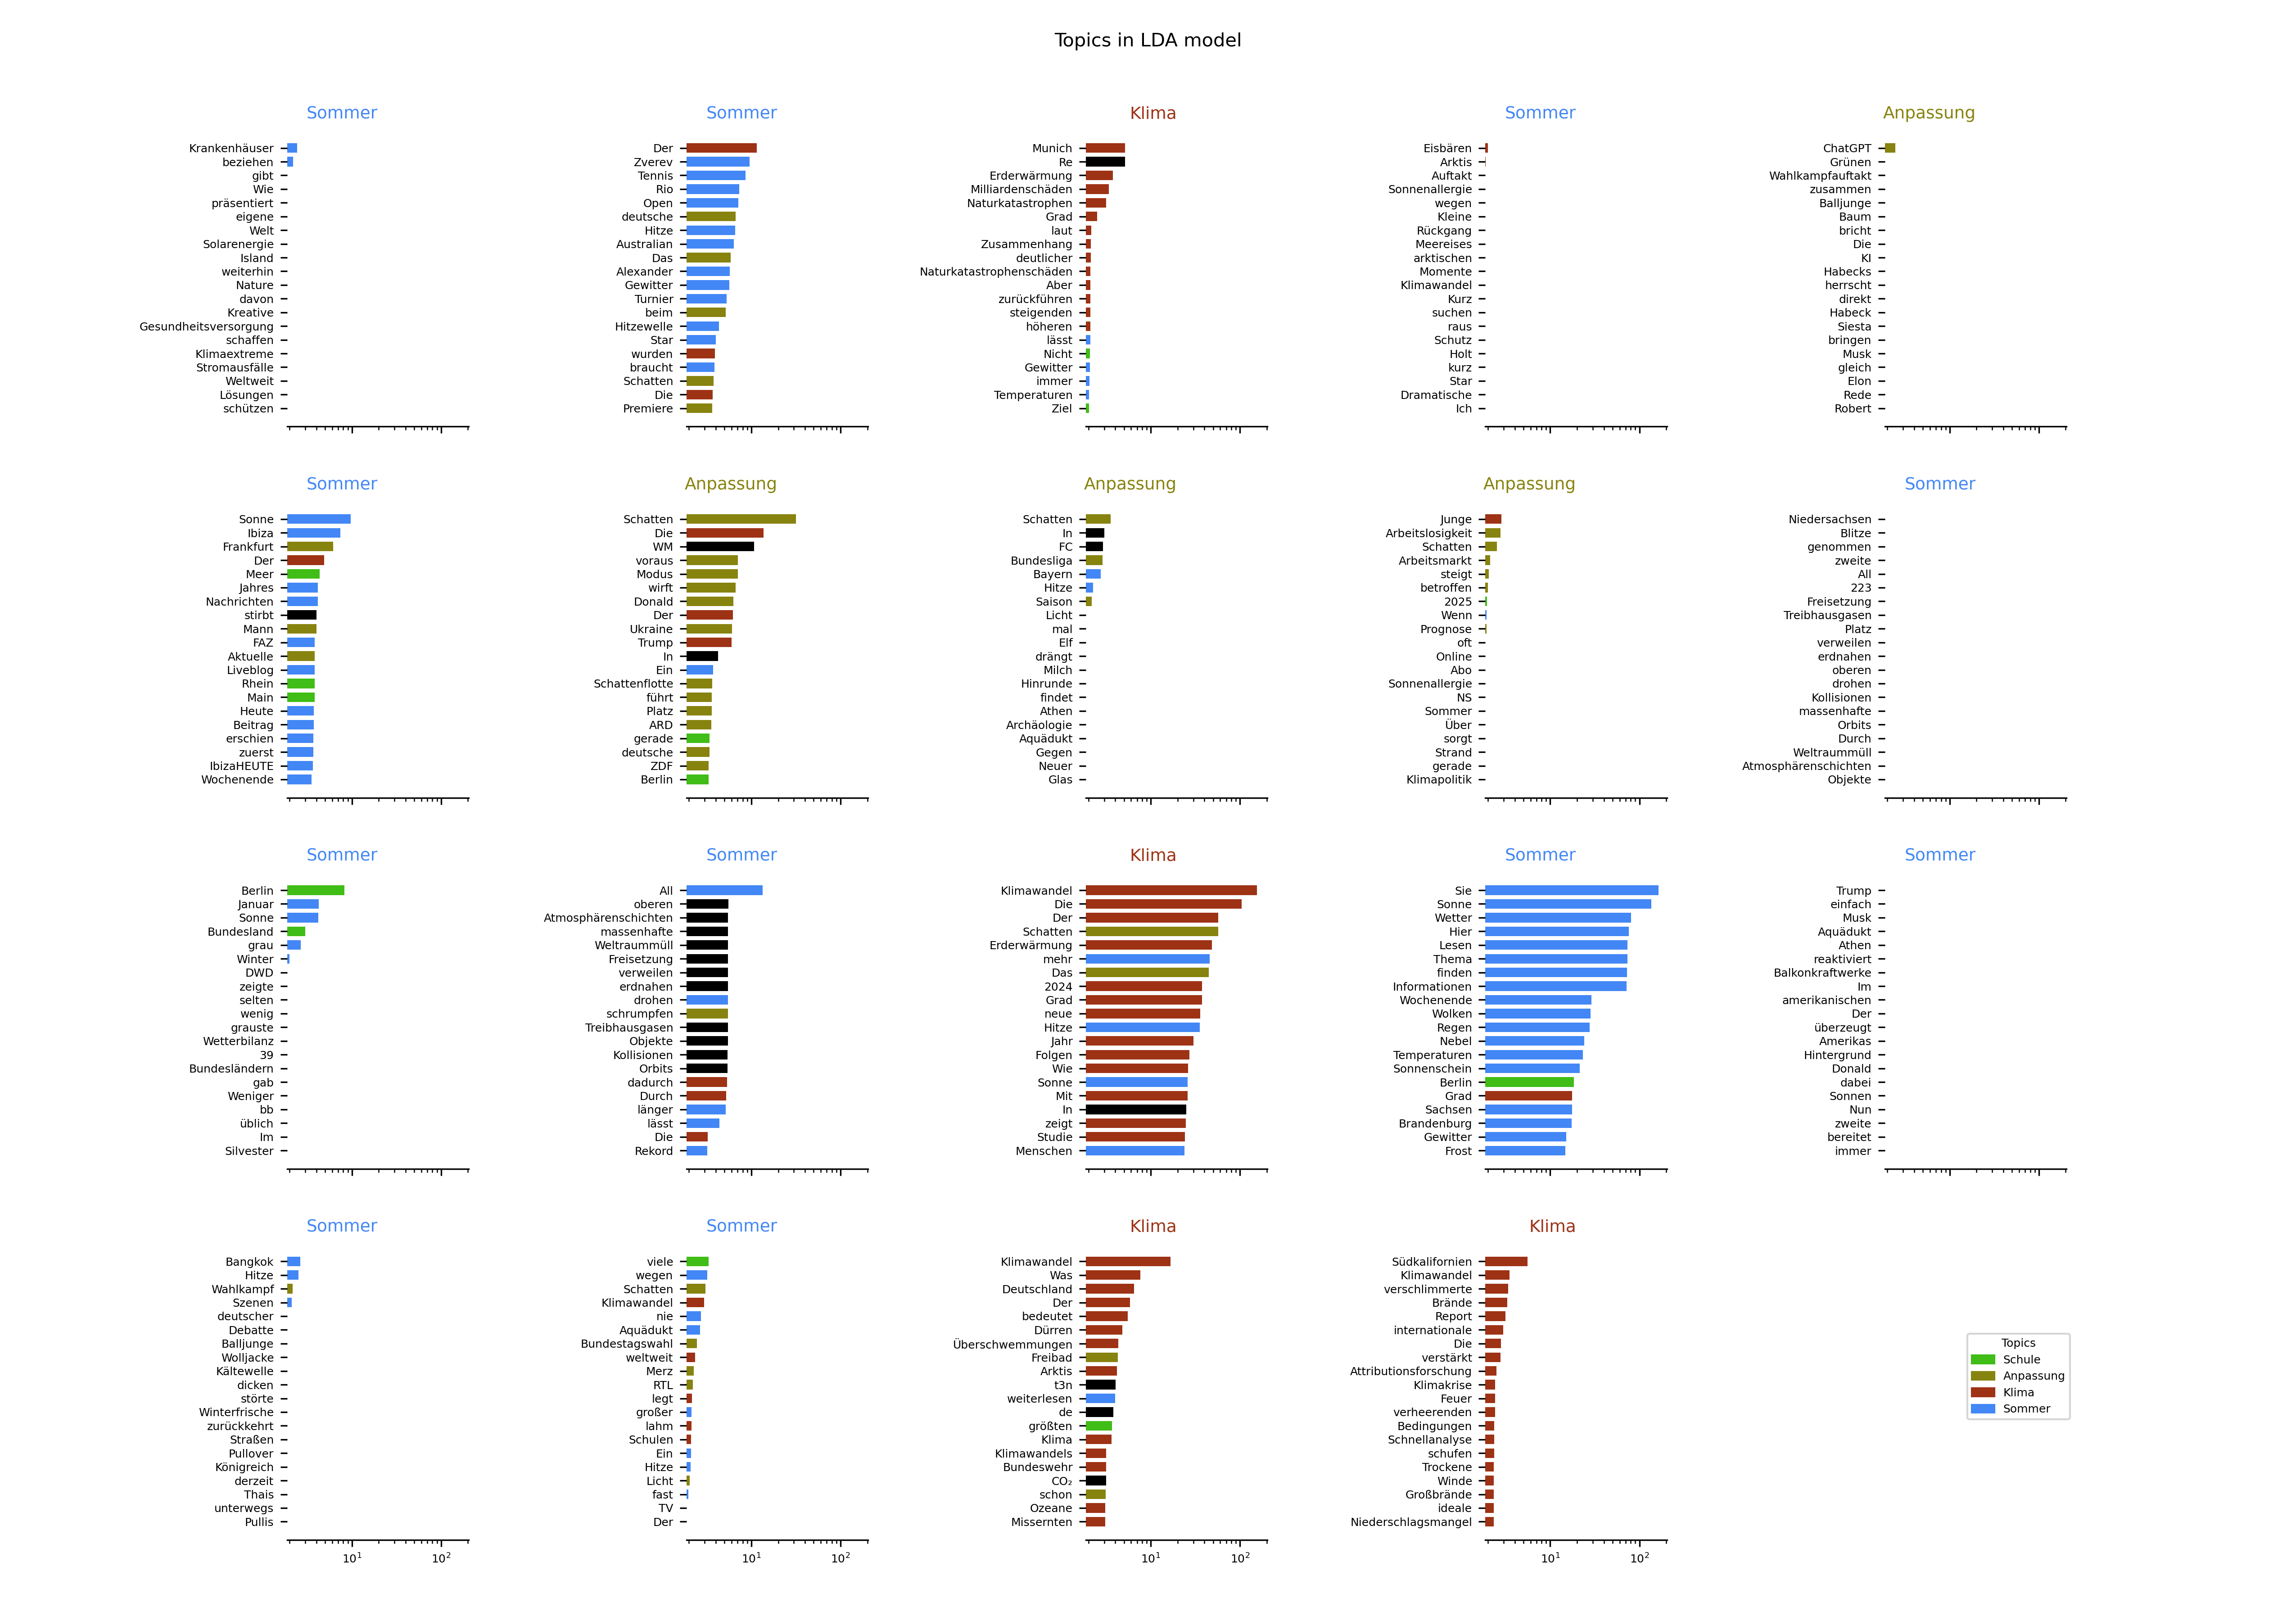 Topics in LDA model
Sommer
Krankenhäuser
beziehen
gibt
Wie
präsentiert
eigene
Welt
Solarenergie
Island
weiterhin
Nature
davon
Kreative
Gesundheitsversorgung
schaffen
Klimaextreme
Stromausfälle
Weltweit
Lösungen
schützen
Sommer
Der
Zverev
Tennis
Rio
Open
deutsche
Hitze
Australian
Das
Alexander
Gewitter
Turnier
beim
Hitzewelle
Star
wurden
braucht
Schatten
Die
Premiere
Klima
Munich
Re
Erderwärmung
Milliardenschäden
Naturkatastrophen
Grad
laut
Zusammenhang
deutlicher
Naturkatastrophenschäden
Aber
zurückführen
steigenden
höheren
lässt
Nicht
Gewitter
immer
Temperaturen
Ziel
Sommer
Eisbären
Arktis
Auftakt
Sonnenallergie
wegen
Kleine
Rückgang
Meereises
arktischen
Momente
Klimawandel
Kurz
suchen
raus
Schutz
Holt
kurz
Star
Dramatische
Ich
Anpassung
ChatGPT
Grünen
Wahlkampfauftakt
zusammen
Balljunge
Baum
bricht
Die
KI
Habecks
herrscht
direkt
Habeck
Siesta
bringen
Musk
gleich
Elon
Rede
Robert
Sommer
Sonne
Ibiza
Frankfurt
Der
Meer
Jahres
Nachrichten
stirbt
Mann
FAZ
Aktuelle
Liveblog
Rhein
Main
Heute
Beitrag
erschien
zuerst
IbizaHEUTE
Wochenende
Anpassung
Schatten
Die
WM
voraus
Modus
wirft
Donald
Der
Ukraine
Trump
In
Ein
Schattenflotte
führt
Platz
ARD
gerade
deutsche
ZDF
Berlin
Anpassung
Schatten
In
FC
Bundesliga
Bayern
Hitze
Saison
Licht
mal
Elf
drängt
Milch
Hinrunde
findet
Athen
Archäologie
Aquädukt
Gegen
Neuer
Glas
Anpassung
Junge
Arbeitslosigkeit
Schatten
Arbeitsmarkt
steigt
betroffen
2025
Wenn
Prognose
oft
Online
Abo
Sonnenallergie
NS
Sommer
Über
sorgt
Strand
gerade
Klimapolitik
Sommer
Niedersachsen
Blitze
genommen
zweite
All
223
Freisetzung
Treibhausgasen
Platz
verweilen
erdnahen
oberen
drohen
Kollisionen
massenhafte
Orbits
Durch
Weltraummüll
Atmosphärenschichten
Objekte
Sommer
Berlin
Januar
Sonne
Bundesland
grau
Winter
DWD
zeigte
selten
wenig
grauste
Wetterbilanz
39
Bundesländern
gab
Weniger
bb
üblich
Im
Silvester
Sommer
All
oberen
Atmosphärenschichten
massenhafte
Weltraummüll
Freisetzung
verweilen
erdnahen
drohen
schrumpfen
Treibhausgasen
Objekte
Kollisionen
Orbits
dadurch
Durch
länger
lässt
Die
Rekord
Klima
Klimawandel
Die
Der
Schatten
Erderwärmung
mehr
Das
2024
Grad
neue
Hitze
Jahr
Folgen
Wie
Sonne
Mit
In
zeigt
Studie
Menschen
Sommer
Sie
Sonne
Wetter
Hier
Lesen
Thema
finden
Informationen
Wochenende
Wolken
Regen
Nebel
Temperaturen
Sonnenschein
Berlin
Grad
Sachsen
Brandenburg
Gewitter
Frost
Sommer
Trump
einfach
Musk
Aquädukt
Athen
reaktiviert
Balkonkraftwerke
Im
amerikanischen
Der
überzeugt
Amerikas
Hintergrund
Donald
dabei
Sonnen
Nun
zweite
bereitet
immer
Sommer
Bangkok
Hitze
Wahlkampf
Szenen
deutscher
Debatte
Balljunge
Wolljacke
Kältewelle
dicken
störte
Winterfrische
zurückkehrt
Straßen
Pullover
Königreich
derzeit
Thais
unterwegs
Pullis
10¹ 10²
Sommer
viele
wegen
Schatten
Klimawandel
nie
Aquädukt
Bundestagswahl
weltweit
Merz
RTL
legt
großer
lahm
Schulen
Ein
Hitze
Licht
fast
TV
Der
10¹ 10²
Klima
Klimawandel
Was
Deutschland
Der
bedeutet
Dürren
Überschwemmungen
Freibad
Arktis
t3n
weiterlesen
de
größten
Klima
Klimawandels
Bundeswehr
CO₂
schon
Ozeane
Missernten
10¹ 10²
Klima
Südkalifornien
Klimawandel
verschlimmerte
Brände
Report
internationale
Die
verstärkt
Attributionsforschung
Klimakrise
Feuer
verheerenden
Bedingungen
Schnellanalyse
schufen
Trockene
Winde
Großbrände
ideale
Niederschlagsmangel
10¹ 10²
Topics
Schule
Anpassung
Klima
Sommer